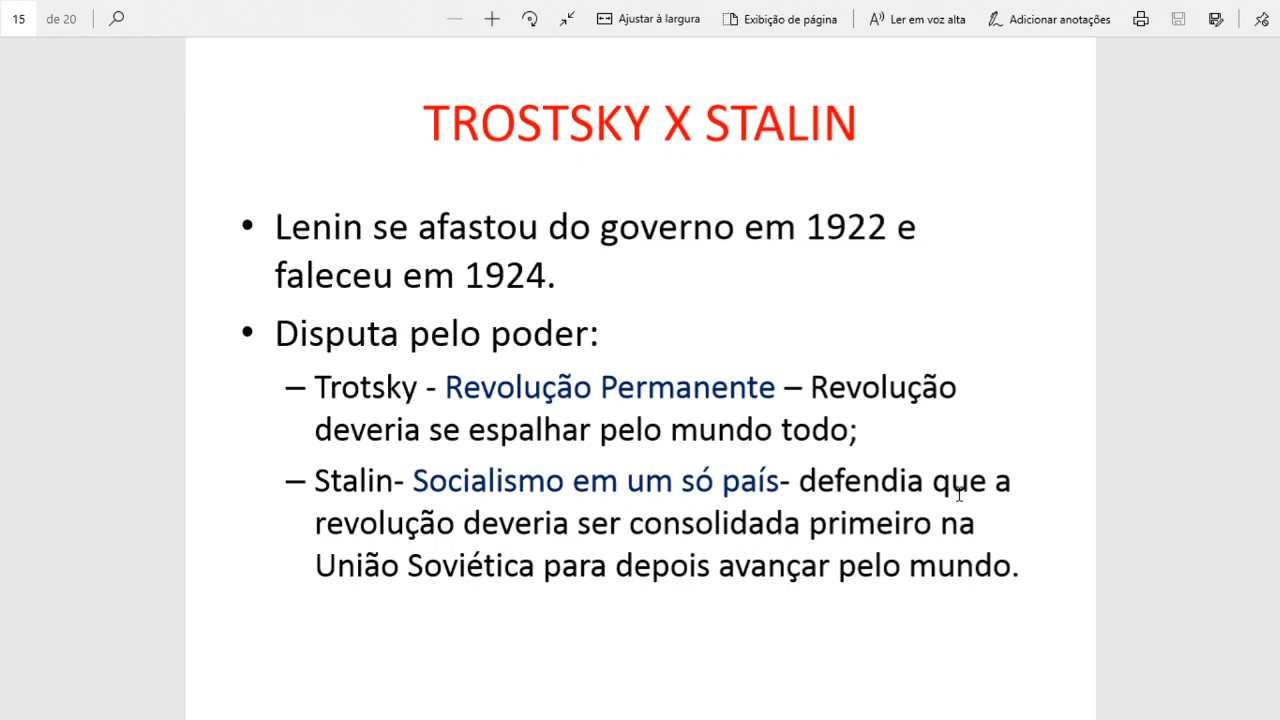 15 de 20 Ajustar à largura Exibição de página Ler em voz alta Adicionar anotações
TROSTSKY X STALIN
• Lenin se afastou do governo em 1922 e
faleceu em 1924.
• Disputa pelo poder:
– Trotsky - Revolução Permanente – Revolução
deveria se espalhar pelo mundo todo;
– Stalin- Socialismo em um só país- defendia que a
revolução deveria ser consolidada primeiro na
União Soviética para depois avançar pelo mundo.